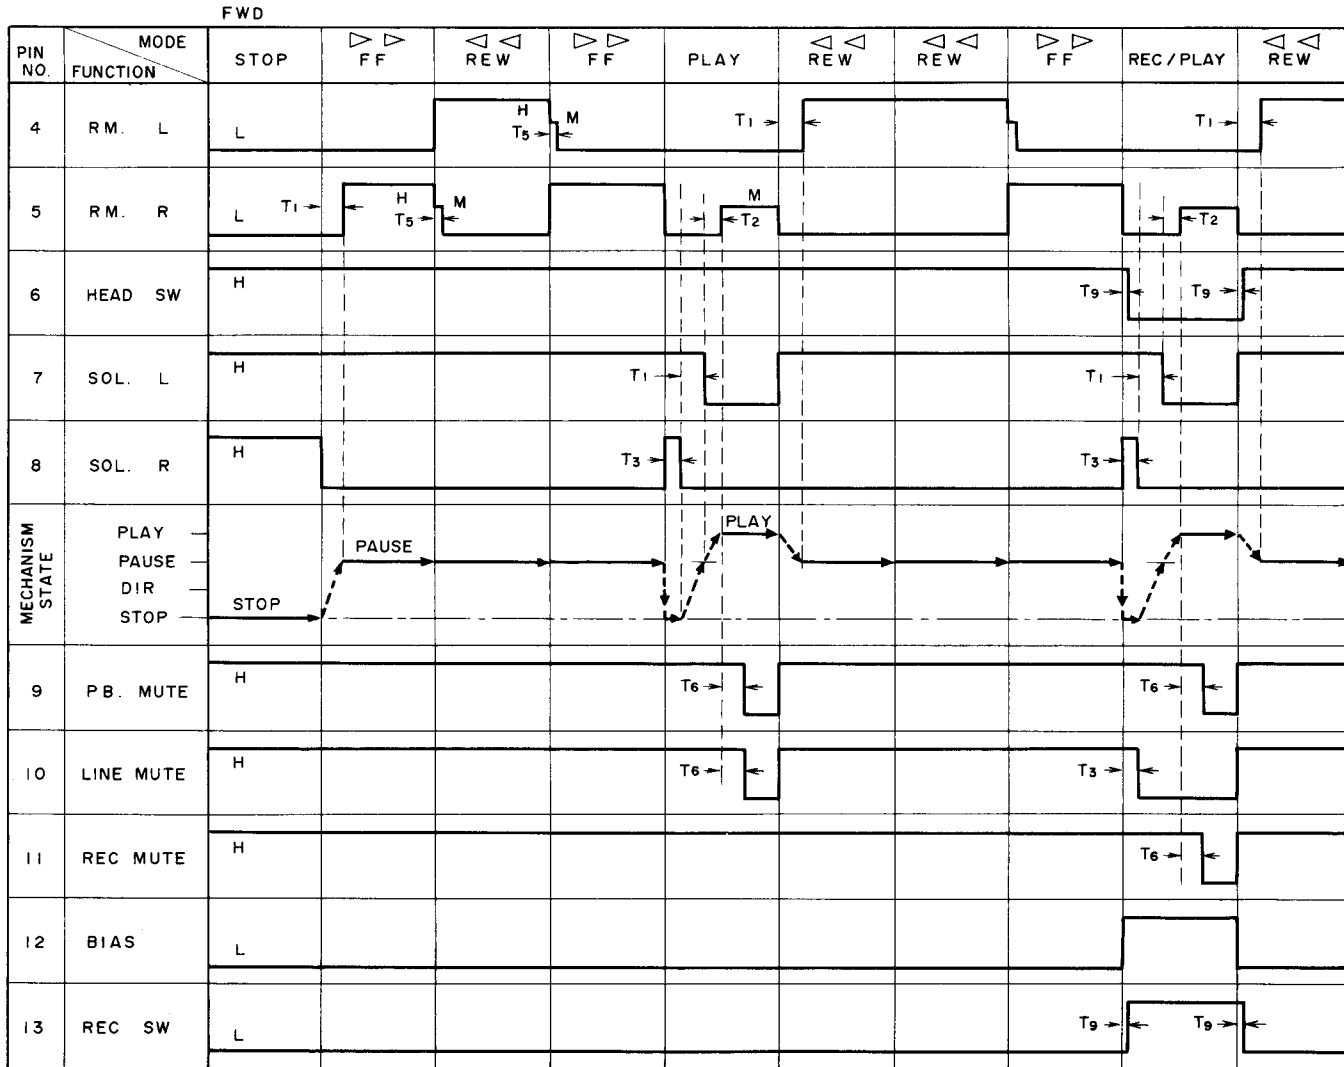 FWD
PIN NO.
MODE
FUNCTION
STOP
▷ ▷
FF
◁ ◁
REW
▷ ▷
FF
PLAY
◁ ◁
REW
◁ ◁
REW
▷ ▷
FF
REC/PLAY
◁ ◁
REW
4
RM. L
L
H
M
T5
T1
T1
5
RM. R
L
T1
H
M
T5
M
T2
T2
6
HEAD SW
H
T9
T9
7
SOL. L
H
T1
T1
8
SOL. R
H
T3
T3
MECHANISM STATE
PLAY
PAUSE
DIR
STOP
STOP
PAUSE
PLAY
9
PB. MUTE
H
T6
T6
10
LINE MUTE
H
T6
T3
11
REC MUTE
H
T6
12
BIAS
L
13
REC SW
L
T9
T9